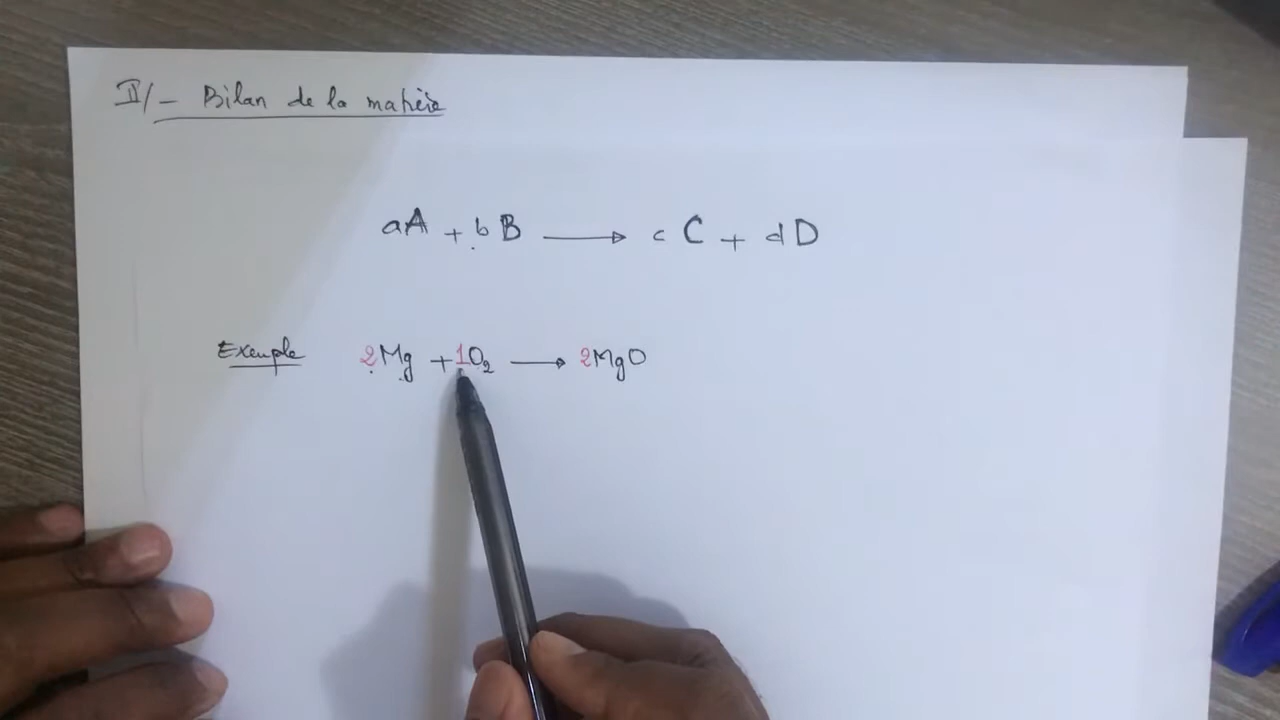 II/- Bilan de la matière
aA + bB → cC + dD
Exemple 2Mg + 1O₂ → 2MgO